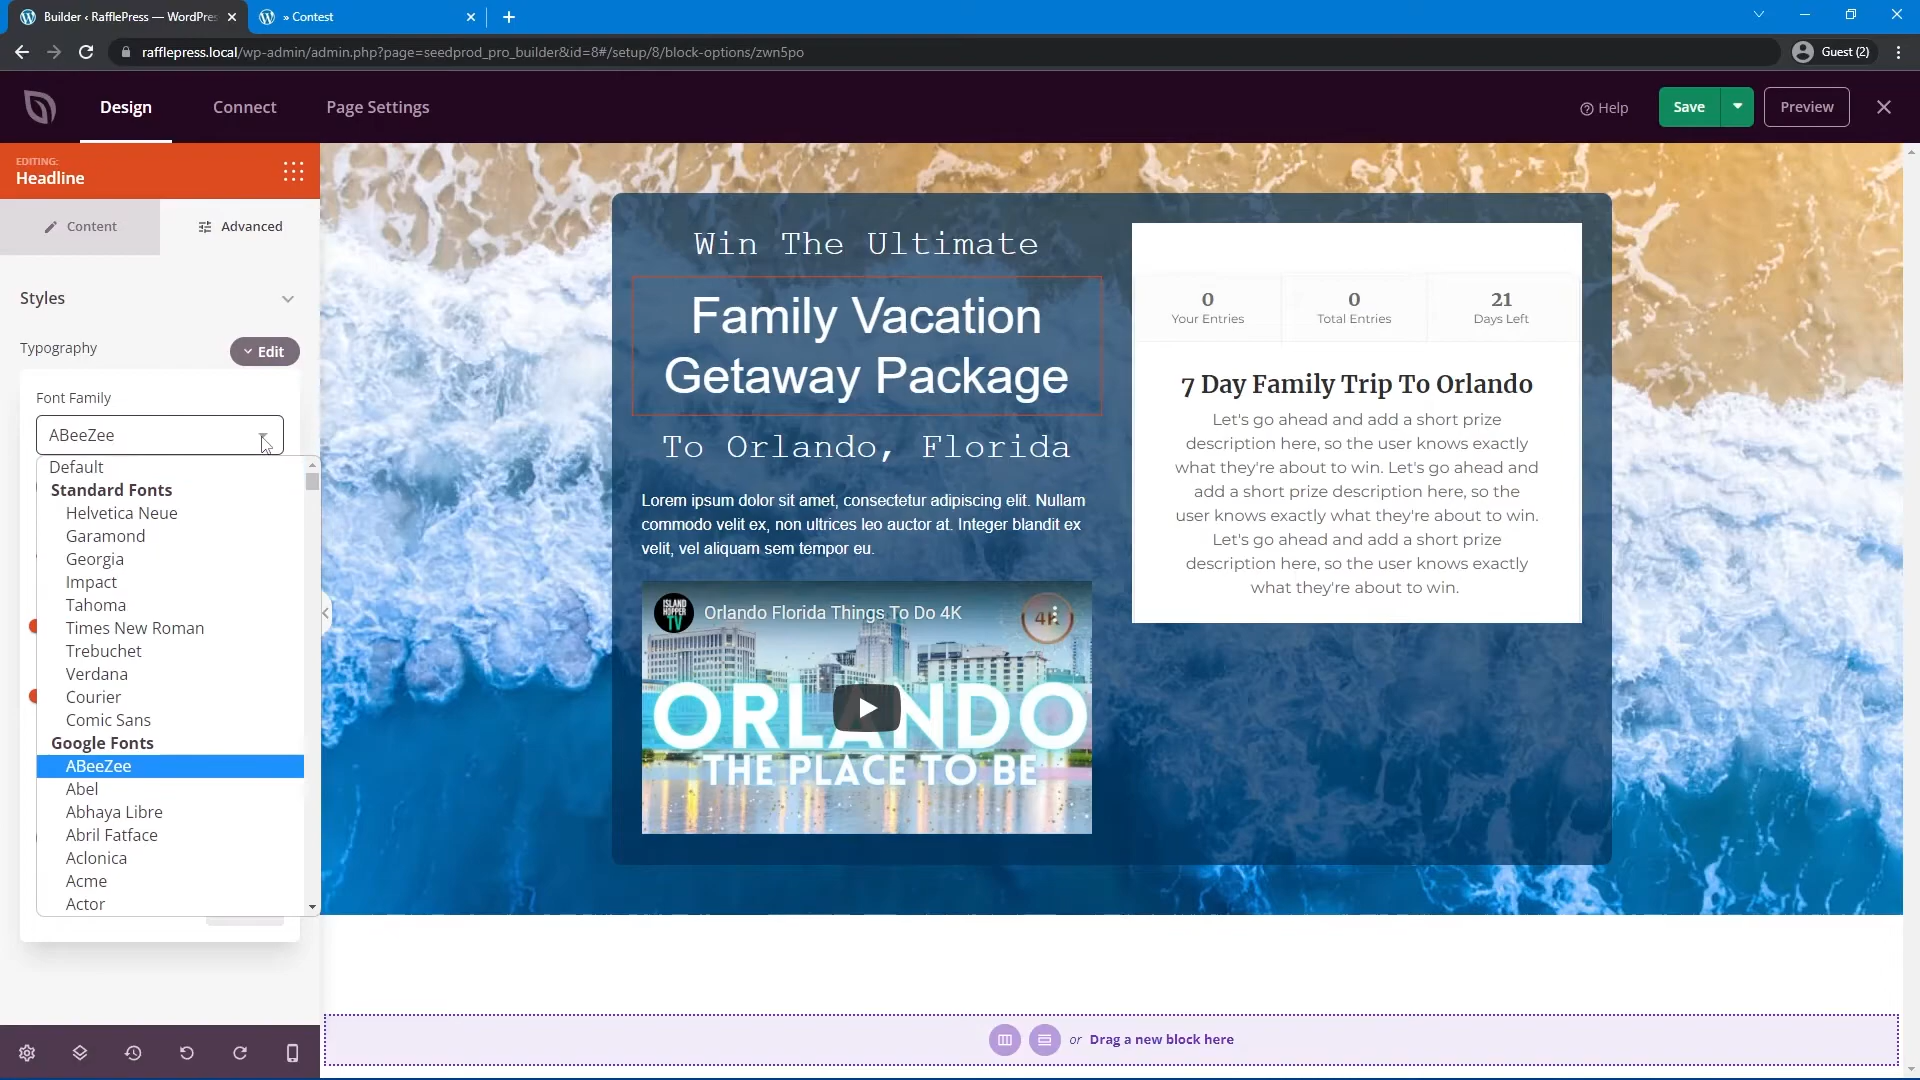 Builder ‹ RafflePress — WordPres
» Contest
rafflepress.local/wp-admin/admin.php?page=seedprod_pro_builder&id=8#/setup/8/block-options/zwn5po
Guest (2)
Design
Connect
Page Settings
Help
Save
Preview
EDITING:
Headline
Content
Advanced
Styles
Typography
Edit
Font Family
ABeeZee
Default
Standard Fonts
Helvetica Neue
Garamond
Georgia
Impact
Tahoma
Times New Roman
Trebuchet
Verdana
Courier
Comic Sans
Google Fonts
ABeeZee
Abel
Abhaya Libre
Abril Fatface
Aclonica
Acme
Actor
Win The Ultimate
Family Vacation
Getaway Package
To Orlando, Florida
Lorem ipsum dolor sit amet, consectetur adipiscing elit. Nullam
commodo velit ex, non ultrices leo auctor at. Integer blandit ex
velit, vel aliquam sem tempor eu.
ISLAND
HOPPER
TV
Orlando Florida Things To Do 4K
4K
ORLANDO
THE PLACE TO BE
0
Your Entries
0
Total Entries
21
Days Left
7 Day Family Trip To Orlando
Let's go ahead and add a short prize
description here, so the user knows exactly
what they're about to win. Let's go ahead and
add a short prize description here, so the
user knows exactly what they're about to win.
Let's go ahead and add a short prize
description here, so the user knows exactly
what they're about to win.
or Drag a new block here